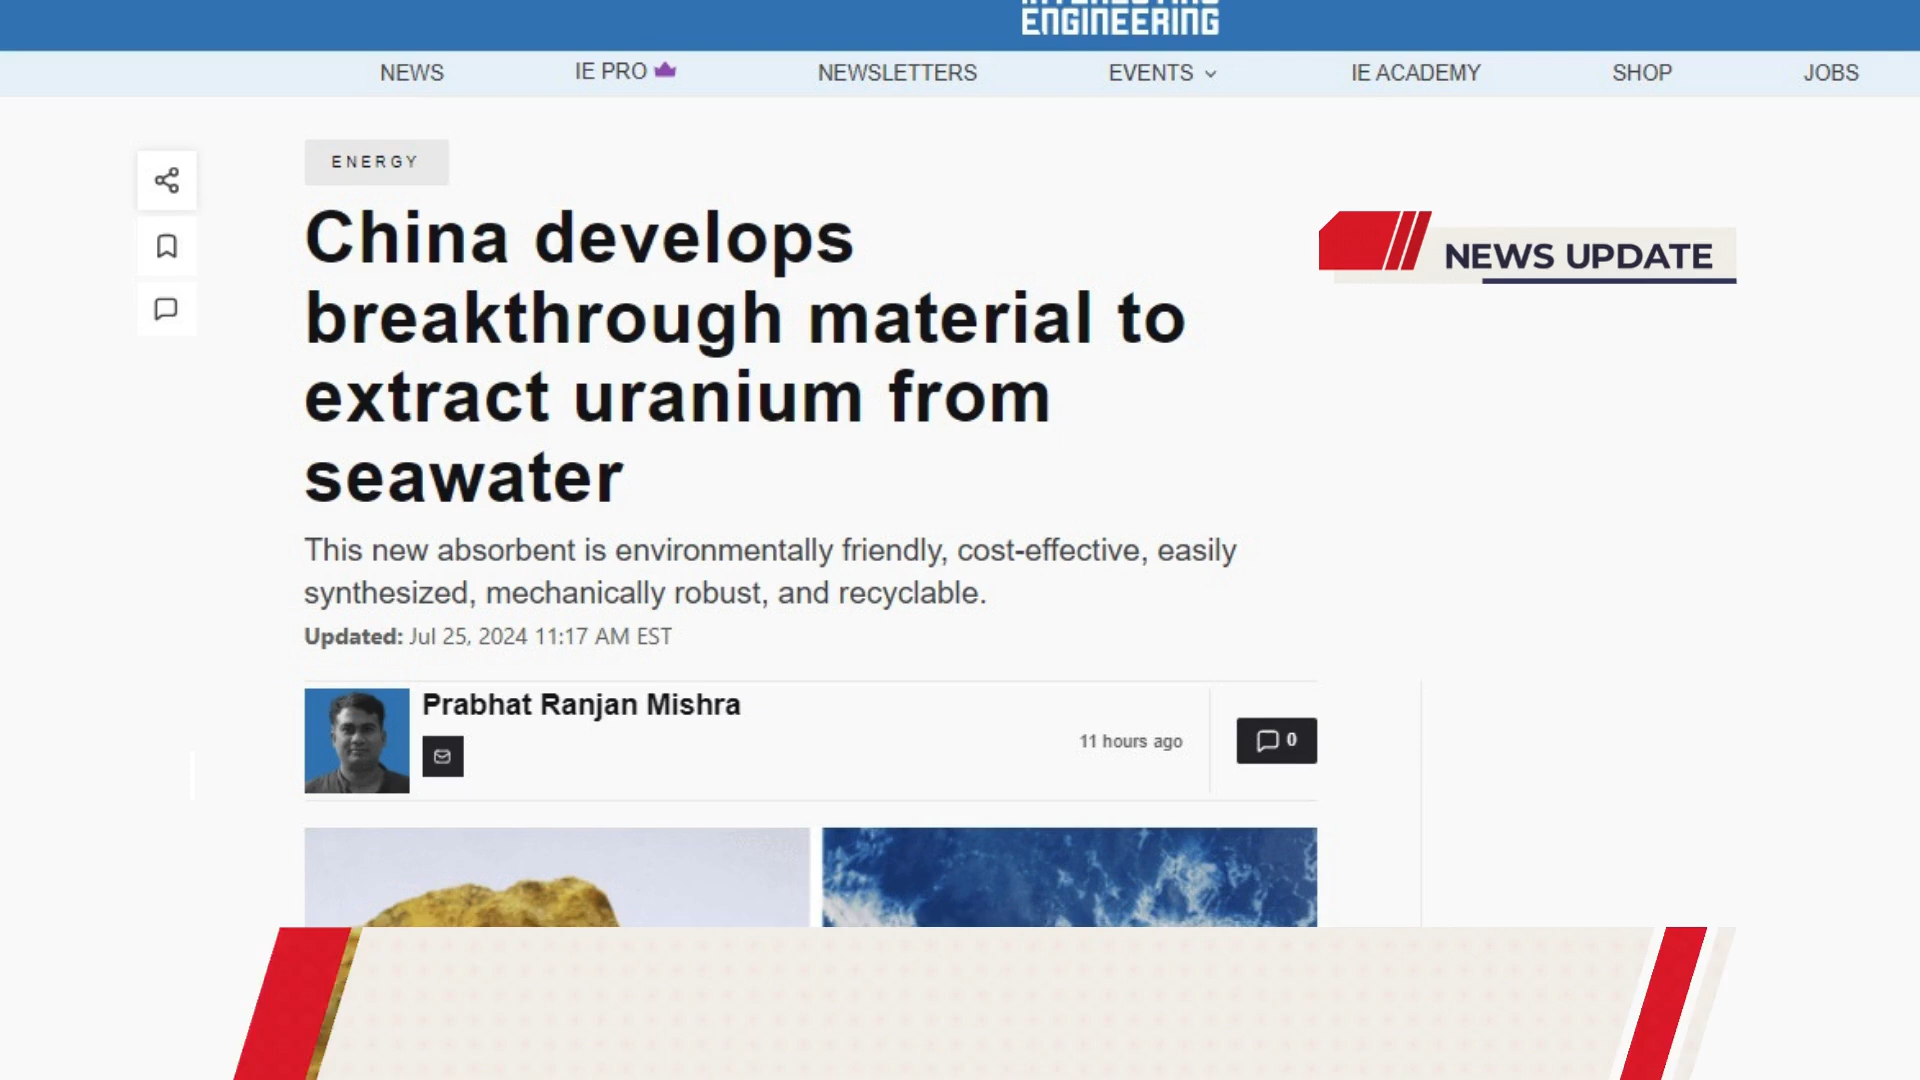 ENGINEERING
NEWS
IE PRO
NEWSLETTERS
EVENTS
IE ACADEMY
SHOP
JOBS
ENERGY
China develops
breakthrough material to
extract uranium from
seawater
NEWS UPDATE
This new absorbent is environmentally friendly, cost-effective, easily
synthesized, mechanically robust, and recyclable.
Updated: Jul 25, 2024 11:17 AM EST
Prabhat Ranjan Mishra
11 hours ago
0